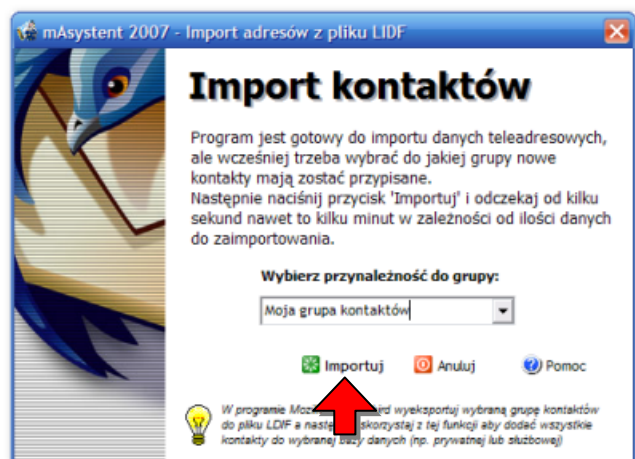 mAsystent 2007 - Import adresów z pliku LIDF
Import kontaktów
Program jest gotowy do importu danych teleadresowych,
ale wcześniej trzeba wybrać do jakiej grupy nowe
kontakty mają zostać przypisane.
Następnie naciśnij przycisk 'Importuj' i odczekaj od kilku
sekund nawet to kilku minut w zależności od ilości danych
do zaimportowania.
Wybierz przynależność do grupy:
Moja grupa kontaktów
Importuj Anuluj Pomoc
W programie wyeksportuj wybraną grupę kontaktów
do pliku LDIF a skorzystaj z tej funkcji aby dodać wszystkie
kontakty do wybranej bazy danych (np. prywatnej lub służbowej)